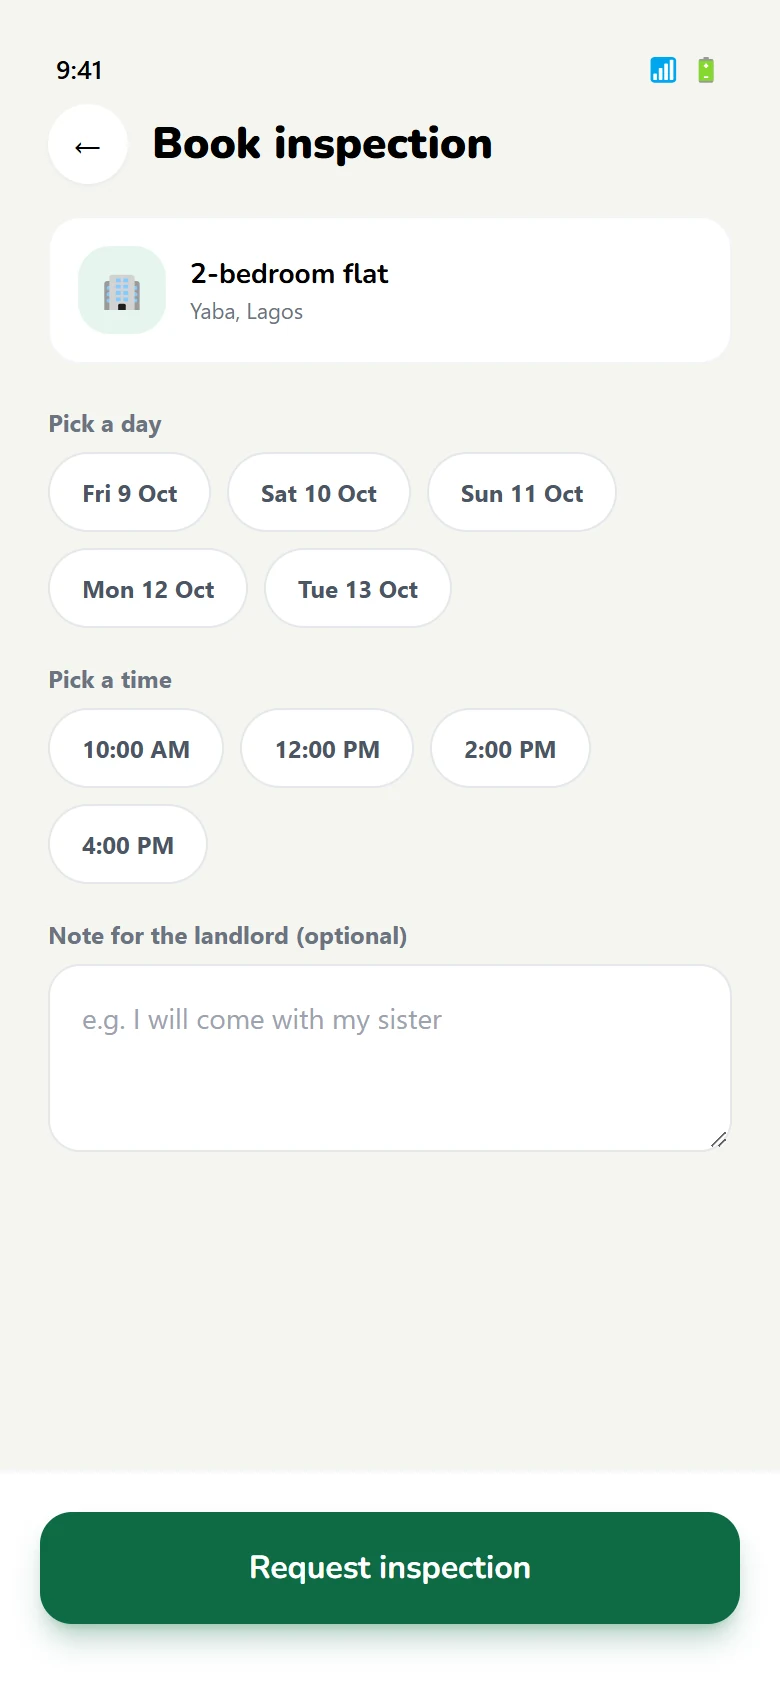 9:41
← Book inspection
2-bedroom flat
Yaba, Lagos
Pick a day
Fri 9 Oct Sat 10 Oct Sun 11 Oct
Mon 12 Oct Tue 13 Oct
Pick a time
10:00 AM 12:00 PM 2:00 PM
4:00 PM
Note for the landlord (optional)
e.g. I will come with my sister
Request inspection